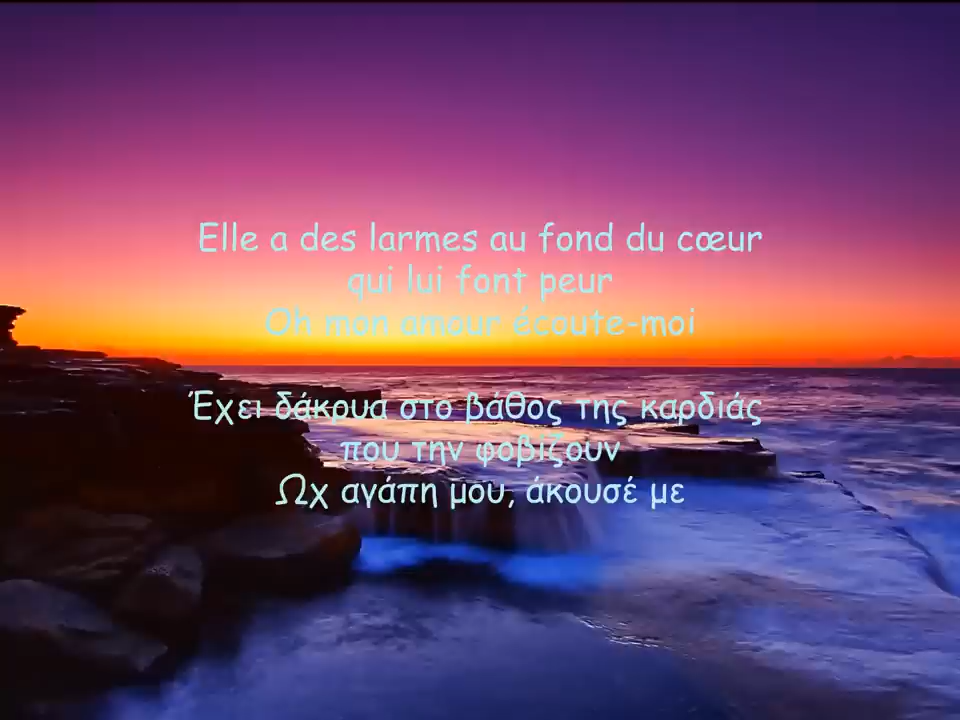 Elle a des larmes au fond du cœur
qui lui font peur
Oh mon amour écoute-moi
Έχει δάκρυα στο βάθος της καρδιάς
που την φοβίζουν
Ωχ αγάπη μου, άκουσέ με